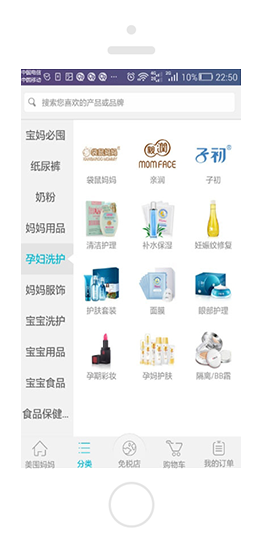 中国电信
中国移动
10% 22:50
搜索您喜欢的产品或品牌
宝妈必囤
纸尿裤
奶粉
妈妈用品
孕妇洗护
妈妈服饰
宝宝洗护
宝宝用品
宝宝食品
食品保健...
袋鼠妈妈
袋鼠妈妈
亲润
MOMFACE
亲润
子初
子初
清洁护理
补水保湿
妊娠纹修复
护肤套装
面膜
眼部护理
孕期彩妆
孕妈护肤
隔离/BB霜
美囤妈妈
分类
免税店
购物车
我的订单